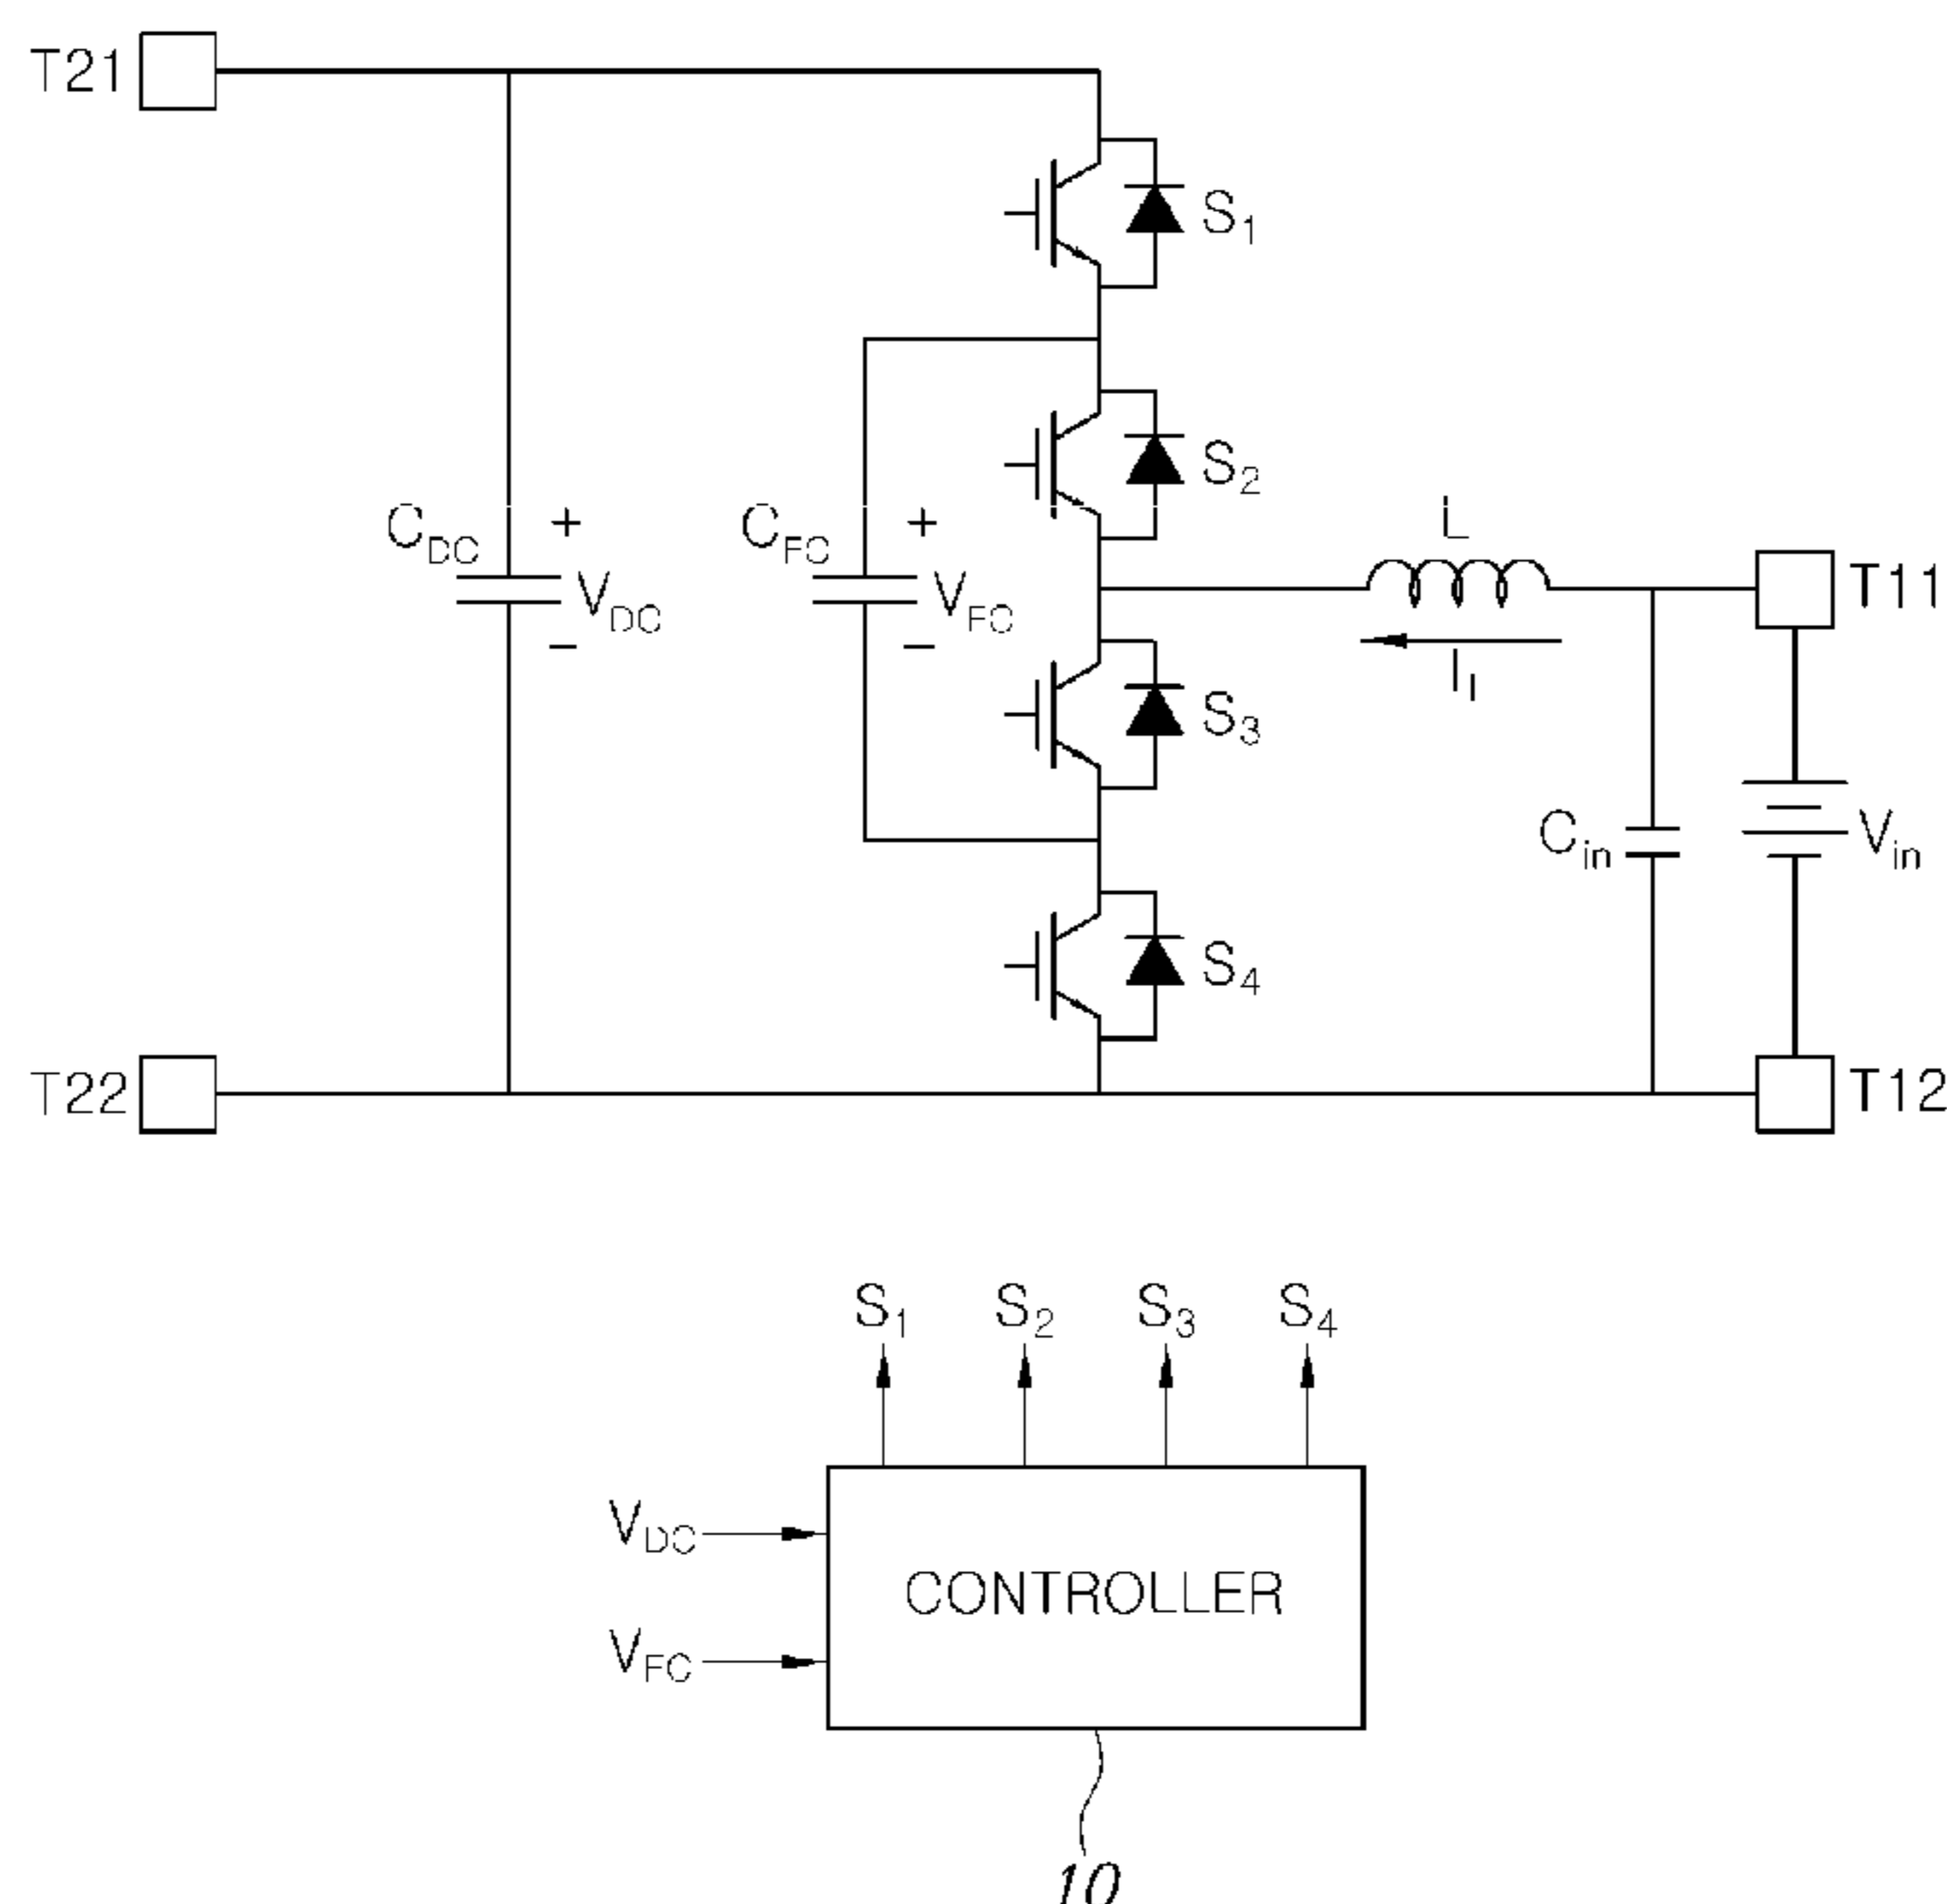 T21
S1
S2
CDC
+
VDC
−
CFC
+
VFC
−
L
IL
T11
S3
Cin
Vin
S4
T22
T12
S1 S2 S3 S4
VDC
VFC
CONTROLLER
10